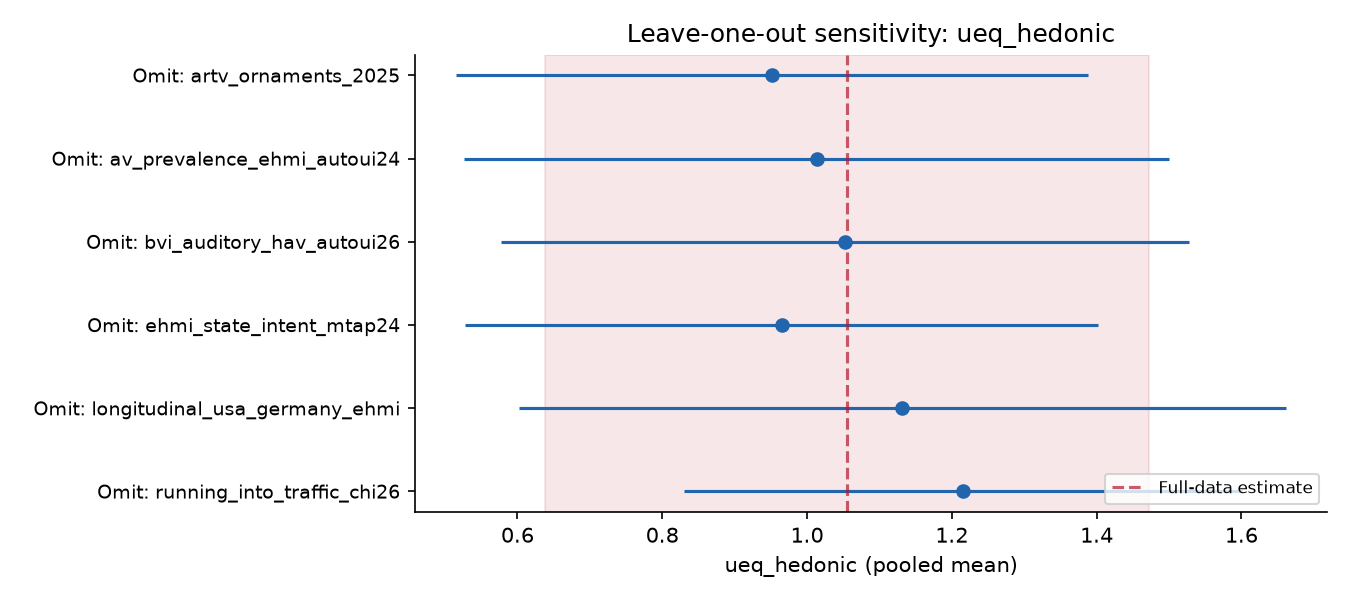 Leave-one-out sensitivity: ueq_hedonic
Omit: artv_ornaments_2025
Omit: av_prevalence_ehmi_autoui24
Omit: bvi_auditory_hav_autoui26
Omit: ehmi_state_intent_mtap24
Omit: longitudinal_usa_germany_ehmi
Omit: running_into_traffic_chi26
Full-data estimate
0.6 0.8 1.0 1.2 1.4 1.6
ueq_hedonic (pooled mean)